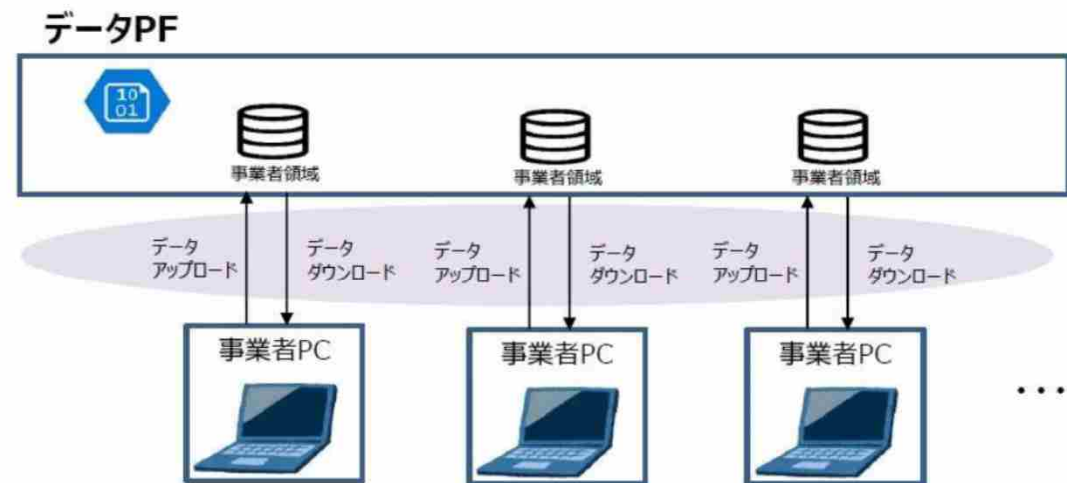 データPF
10
01
事業者領域
事業者領域
事業者領域
データ
アップロード
データ
ダウンロード
データ
アップロード
データ
ダウンロード
データ
アップロード
データ
ダウンロード
事業者PC
事業者PC
事業者PC
・・・